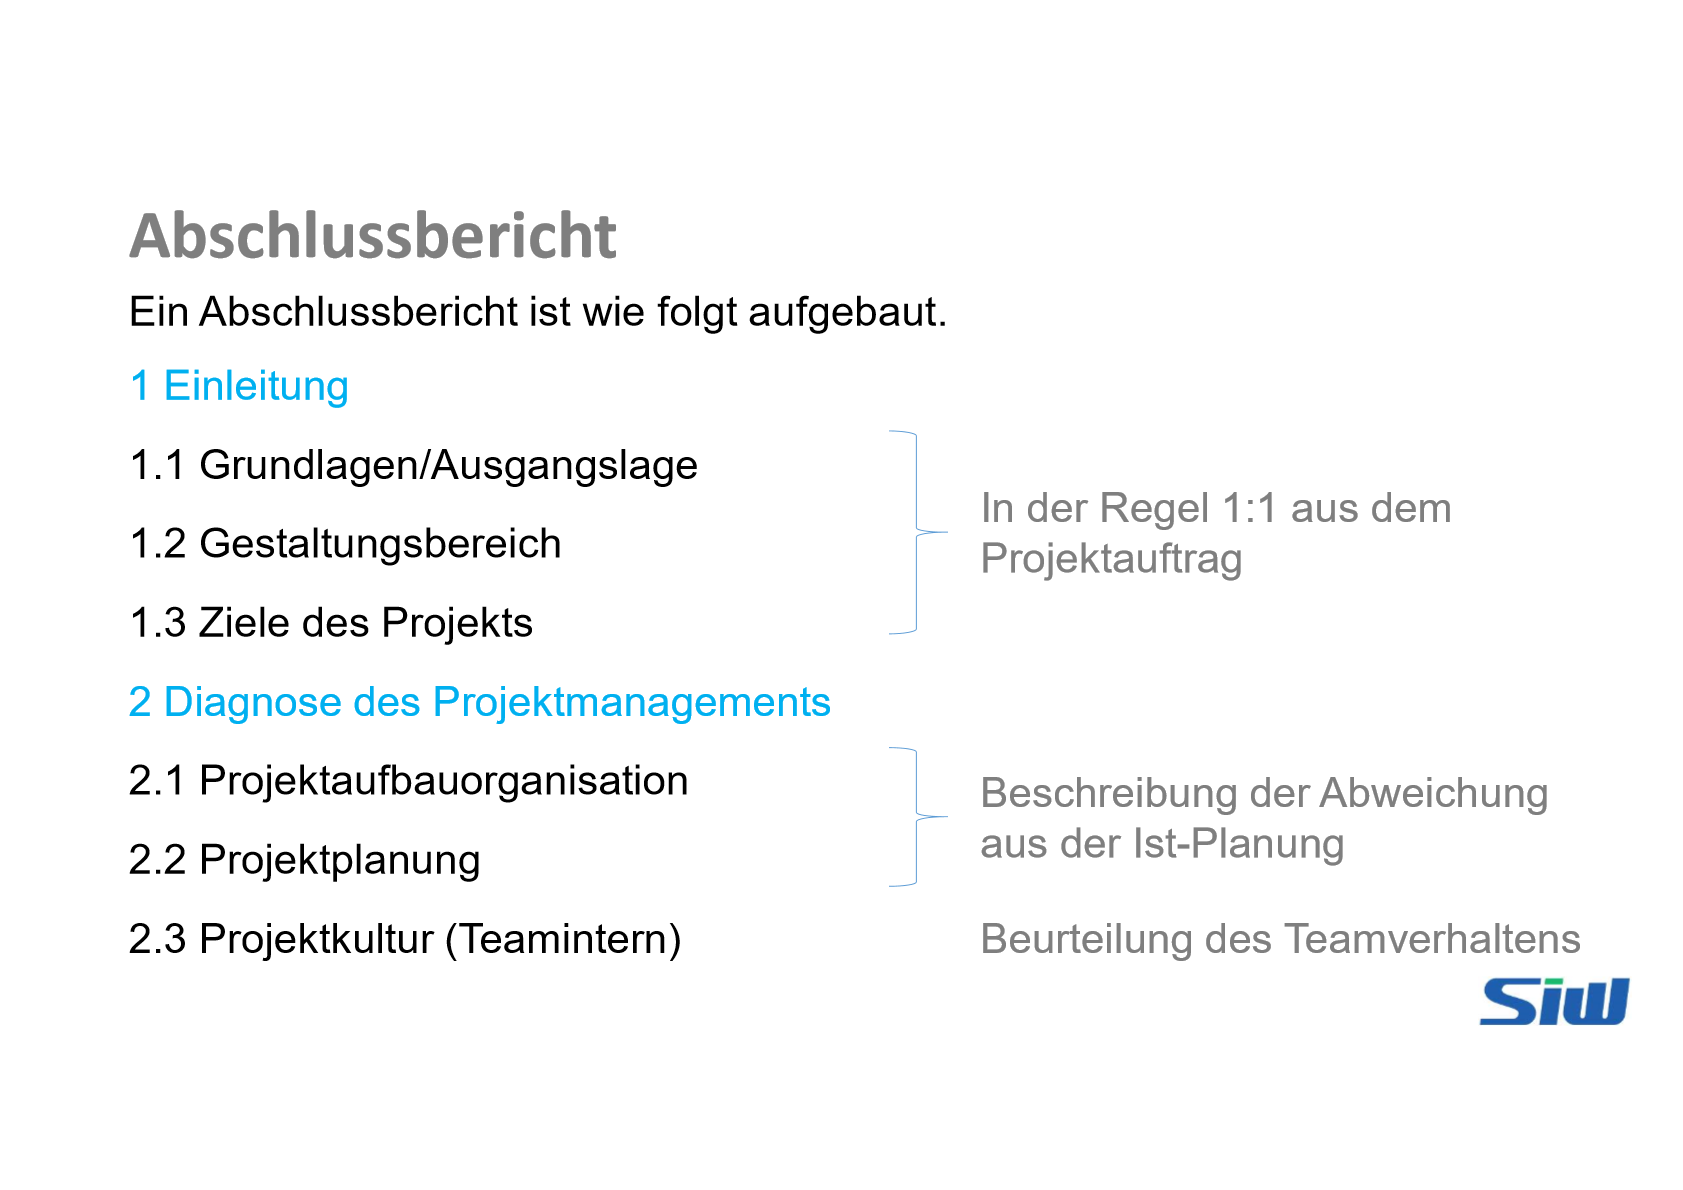 Abschlussbericht
Ein Abschlussbericht ist wie folgt aufgebaut.
1 Einleitung
1.1 Grundlagen/Ausgangslage
1.2 Gestaltungsbereich
1.3 Ziele des Projekts
In der Regel 1:1 aus dem
Projektauftrag
2 Diagnose des Projektmanagements
2.1 Projektaufbauorganisation
2.2 Projektplanung
Beschreibung der Abweichung
aus der Ist-Planung
2.3 Projektkultur (Teamintern)
Beurteilung des Teamverhaltens
Siw